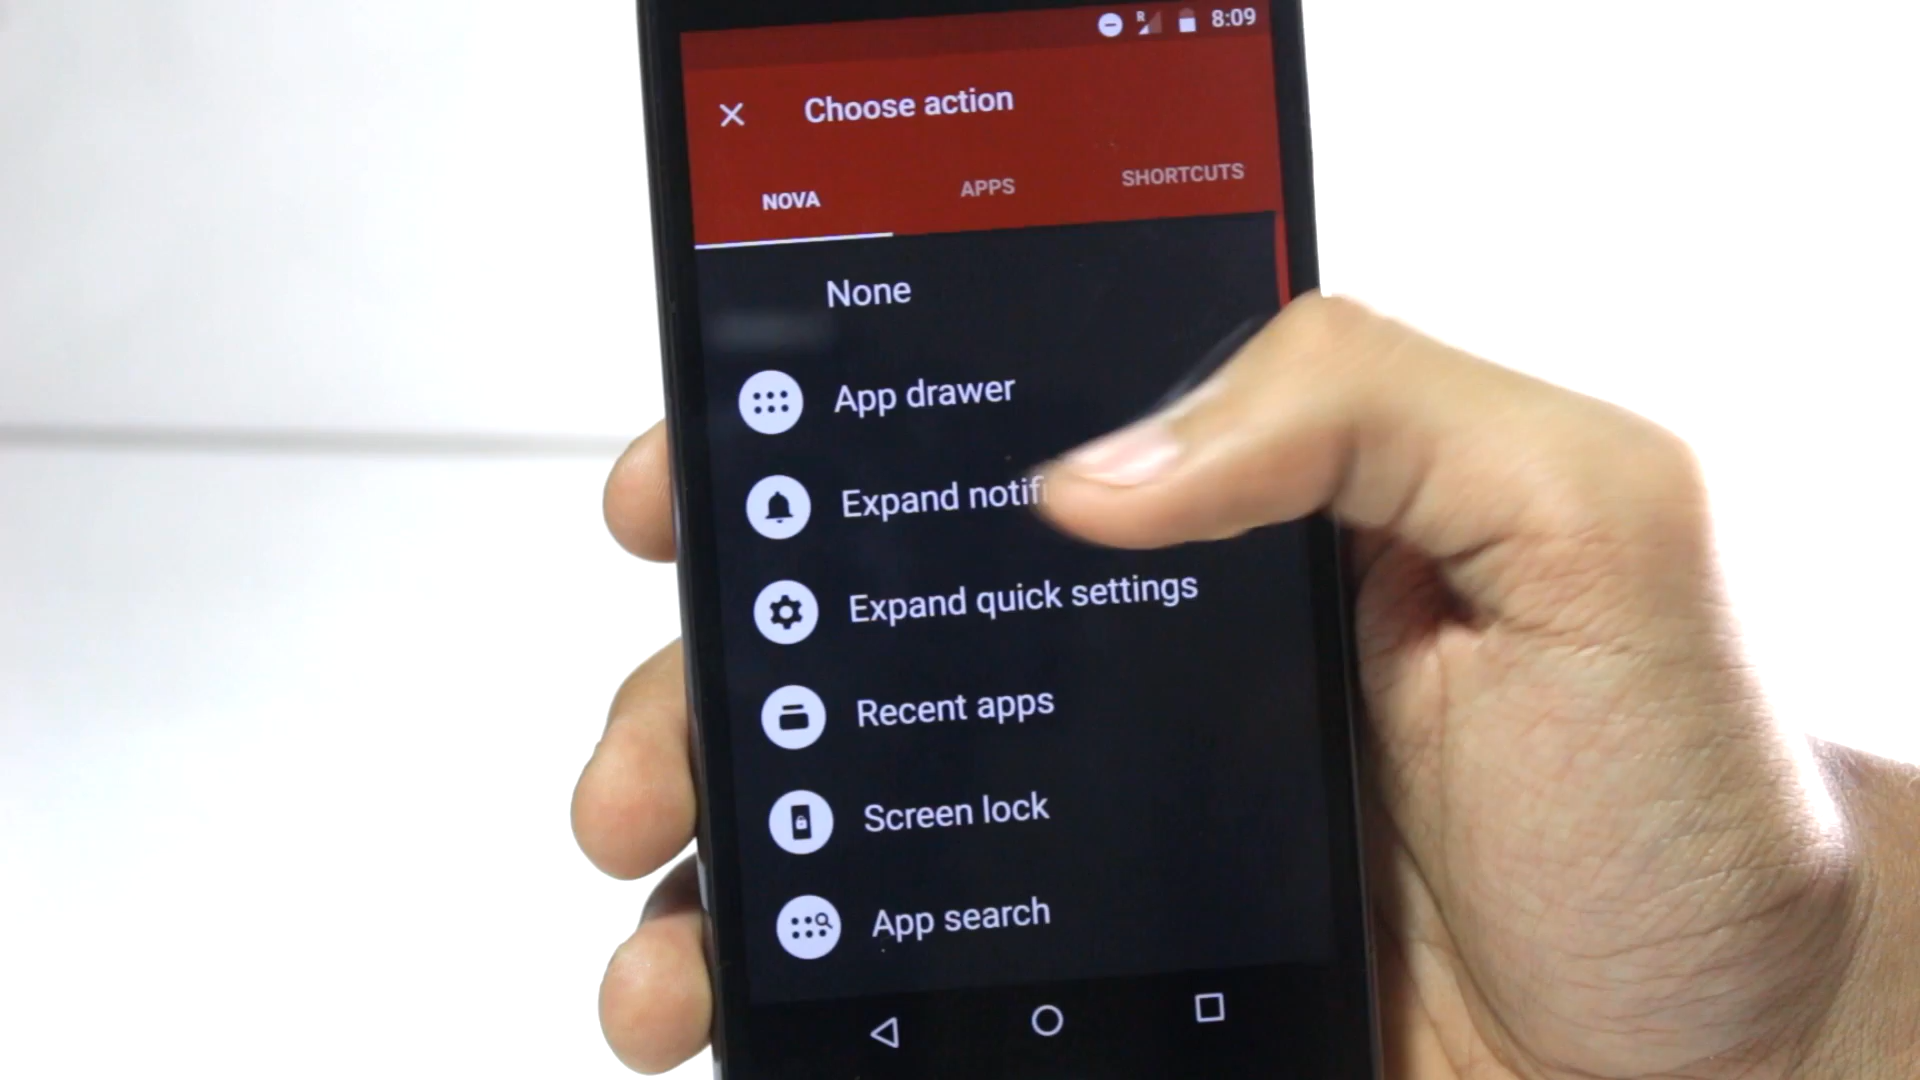 R 8:09
Choose action
NOVA APPS SHORTCUTS
None
App drawer
Expand
Expand quick settings
Recent apps
Screen lock
App search